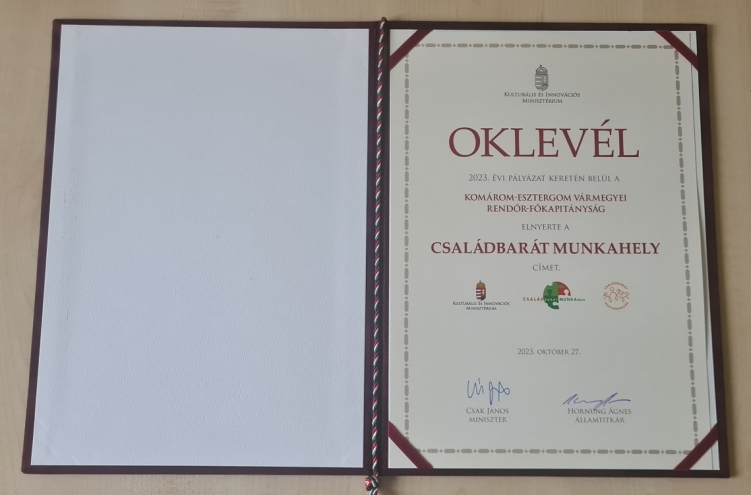 Kulturális és Innovációs
Minisztérium
OKLEVÉL
2023. ÉVI PÁLYÁZAT KERETÉN BELÜL A
KOMÁROM-ESZTERGOM VÁRMEGYEI
RENDŐR-FŐKAPITÁNYSÁG
ELNYERTE A
CSALÁDBARÁT MUNKAHELY
CÍMET.
Kulturális és Innovációs
Minisztérium
2023. OKTÓBER 27.
Csák János
miniszter
Hornung Ágnes
államtitkár